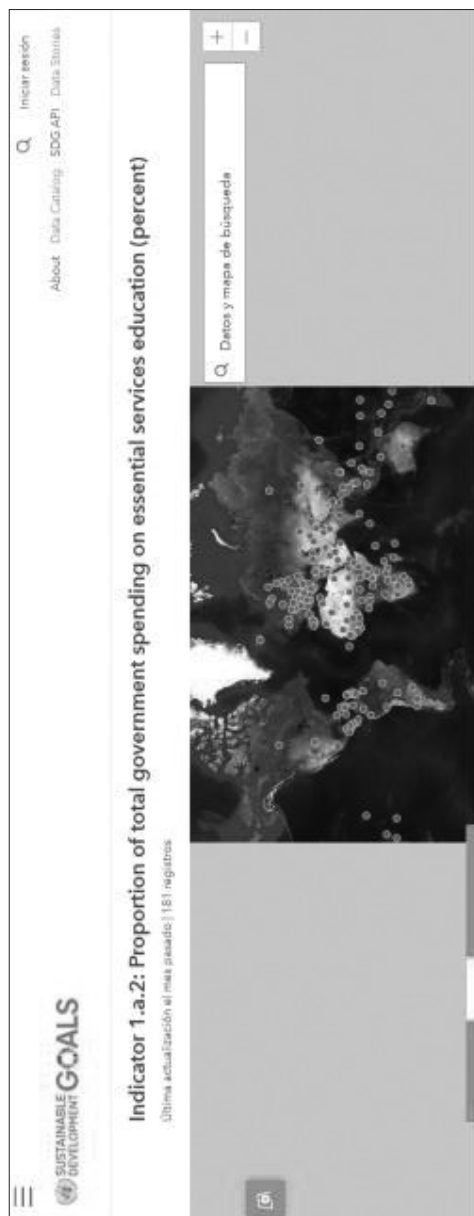 Iniciar sesión
SUSTAINABLE
DEVELOPMENT GOALS
About Data Catalog SDG API Data Stories
Indicator 1.a.2: Proportion of total government spending on essential services education (percent)
Última actualización el mes pasado | 181 registros
Datos y mapa de búsqueda
+
−